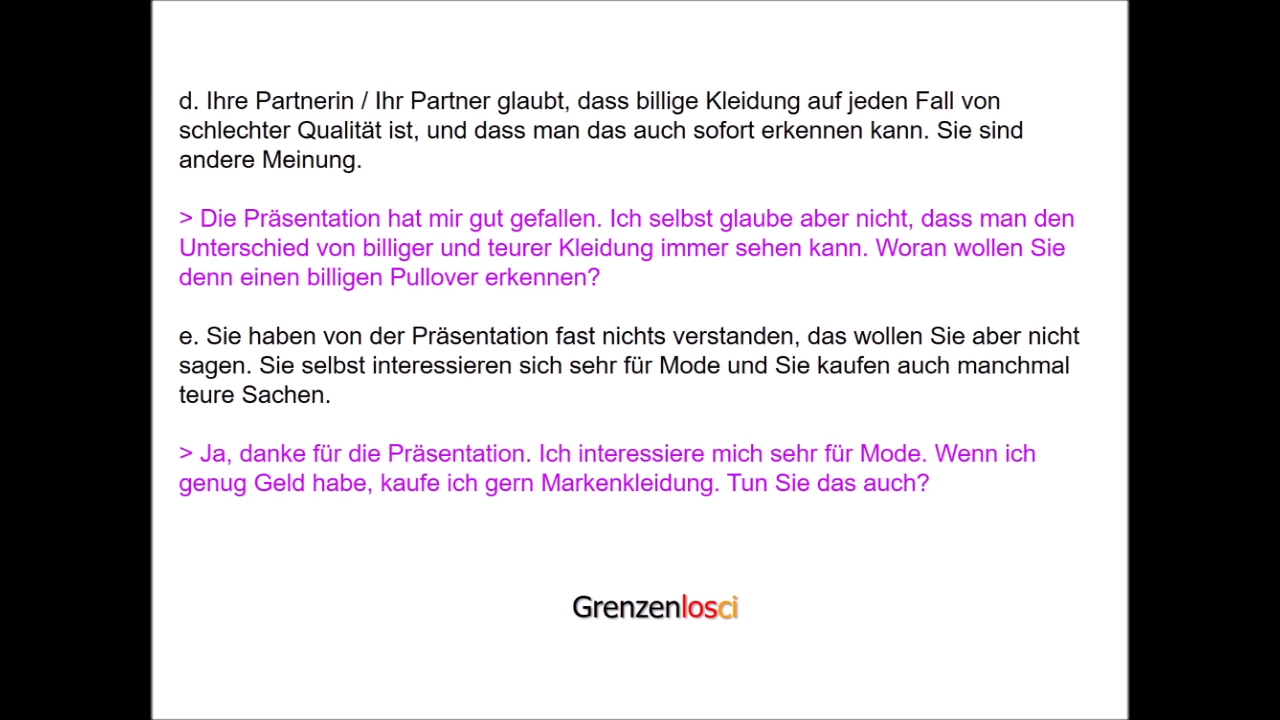 d. Ihre Partnerin / Ihr Partner glaubt, dass billige Kleidung auf jeden Fall von
schlechter Qualität ist, und dass man das auch sofort erkennen kann. Sie sind
andere Meinung.
> Die Präsentation hat mir gut gefallen. Ich selbst glaube aber nicht, dass man den
Unterschied von billiger und teurer Kleidung immer sehen kann. Woran wollen Sie
denn einen billigen Pullover erkennen?
e. Sie haben von der Präsentation fast nichts verstanden, das wollen Sie aber nicht
sagen. Sie selbst interessieren sich sehr für Mode und Sie kaufen auch manchmal
teure Sachen.
> Ja, danke für die Präsentation. Ich interessiere mich sehr für Mode. Wenn ich
genug Geld habe, kaufe ich gern Markenkleidung. Tun Sie das auch?
Grenzenlosci